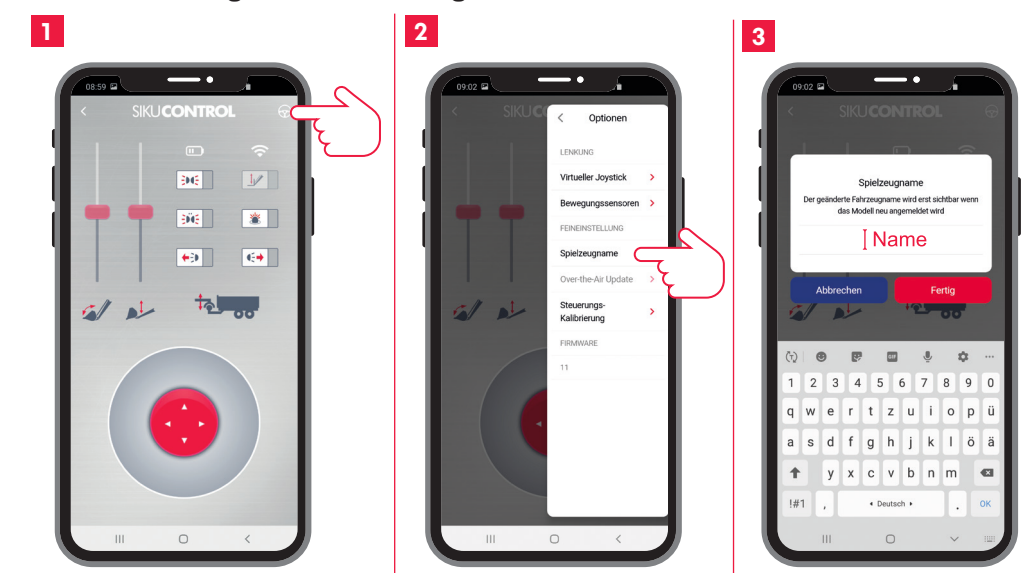 1
08:59
SIKUCONTROL
2
09:02
SIKUCO
Optionen
LENKUNG
Virtueller Joystick
Bewegungssensoren
FEINEINSTELLUNG
Spielzeugname
Over-the-Air Update
Steuerungs-
Kalibrierung
FIRMWARE
11
3
09:02
SIKUCONTROL
Spielzeugname
Der geänderte Fahrzeugname wird erst sichtbar wenn
das Modell neu angemeldet wird
Name
Abbrechen Fertig
GIF
1 2 3 4 5 6 7 8 9 0
q w e r t z u i o p ü
a s d f g h j k l ö ä
y x c v b n m
!#1 , Deutsch . OK